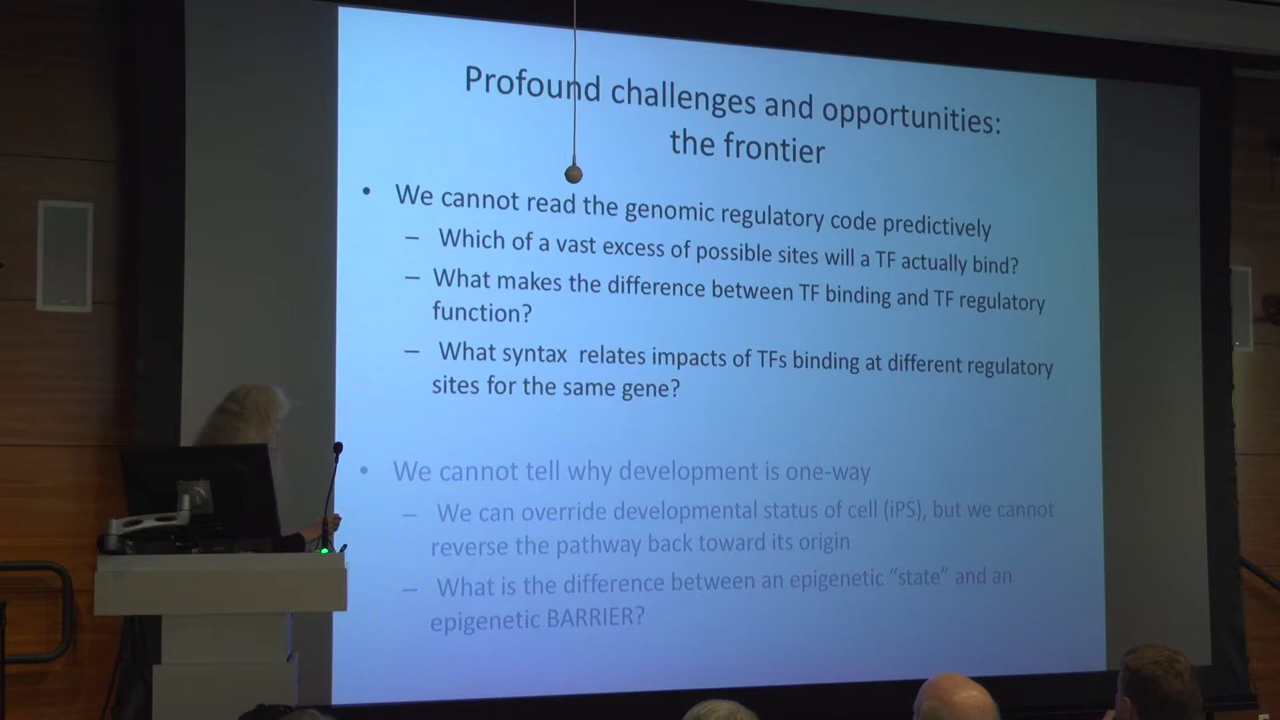 Profound challenges and opportunities:
the frontier
• We cannot read the genomic regulatory code predictively
– Which of a vast excess of possible sites will a TF actually bind?
– What makes the difference between TF binding and TF regulatory
function?
– What syntax relates impacts of TFs binding at different regulatory
sites for the same gene?
• We cannot tell why development is one-way
– We can override developmental status of cell (iPS), but we cannot
reverse the pathway back toward its origin
– What is the difference between an epigenetic “state” and an
epigenetic BARRIER?